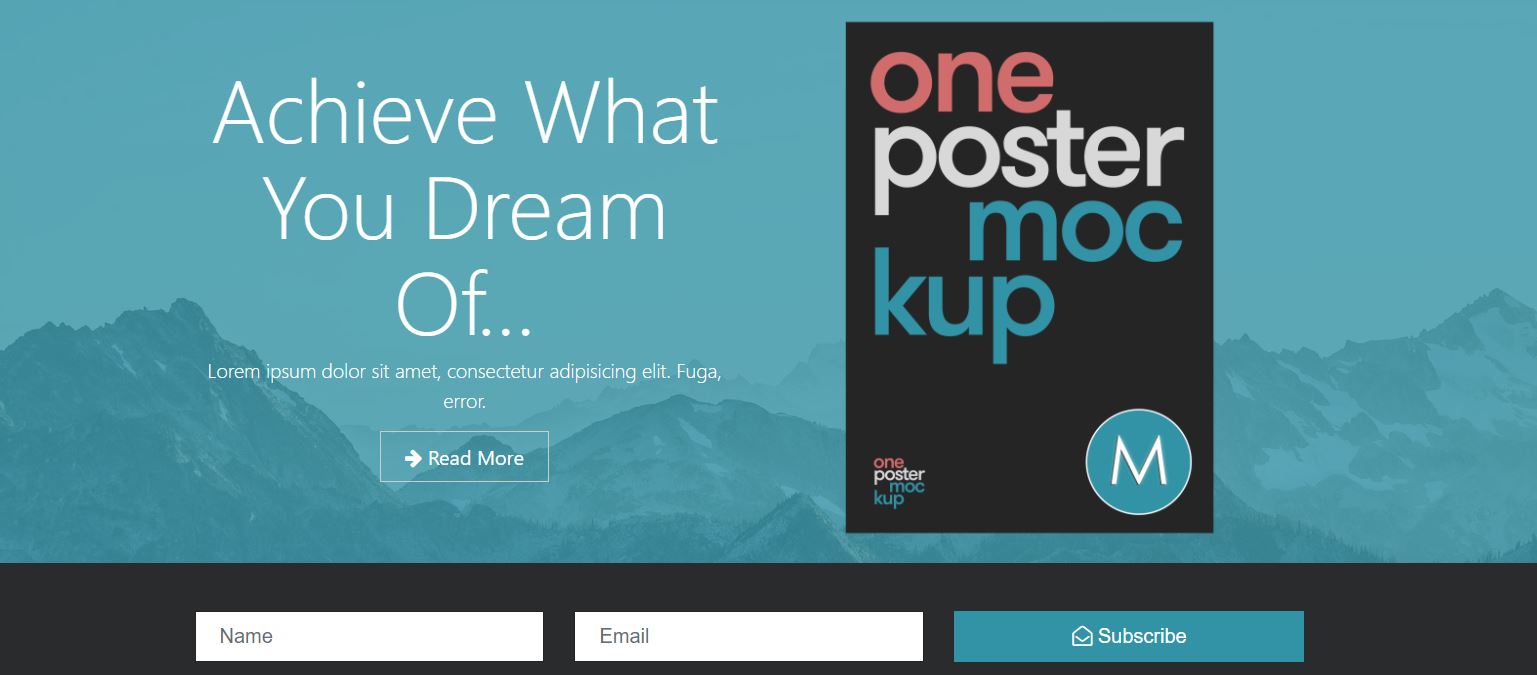 Achieve What
You Dream
Of...
Lorem ipsum dolor sit amet, consectetur adipisicing elit. Fuga,
error.
Read More
one
poster
moc
kup
one
poster
moc
kup
M
Name
Email
Subscribe